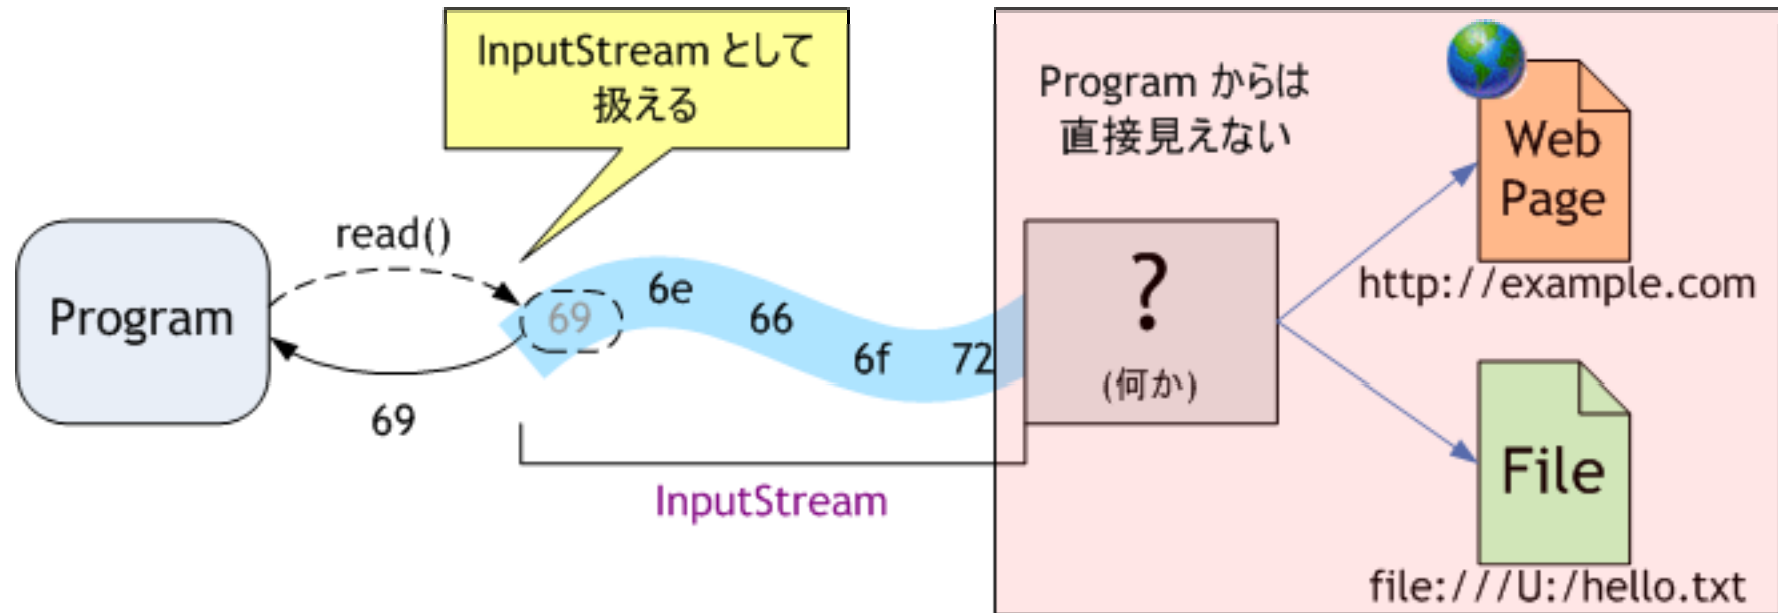 InputStream として
扱える
Program からは
直接見えない
Web
Page
http://example.com
read()
Program
69
6e
66
6f
72
?
(何か)
69
InputStream
File
file:///U:/hello.txt